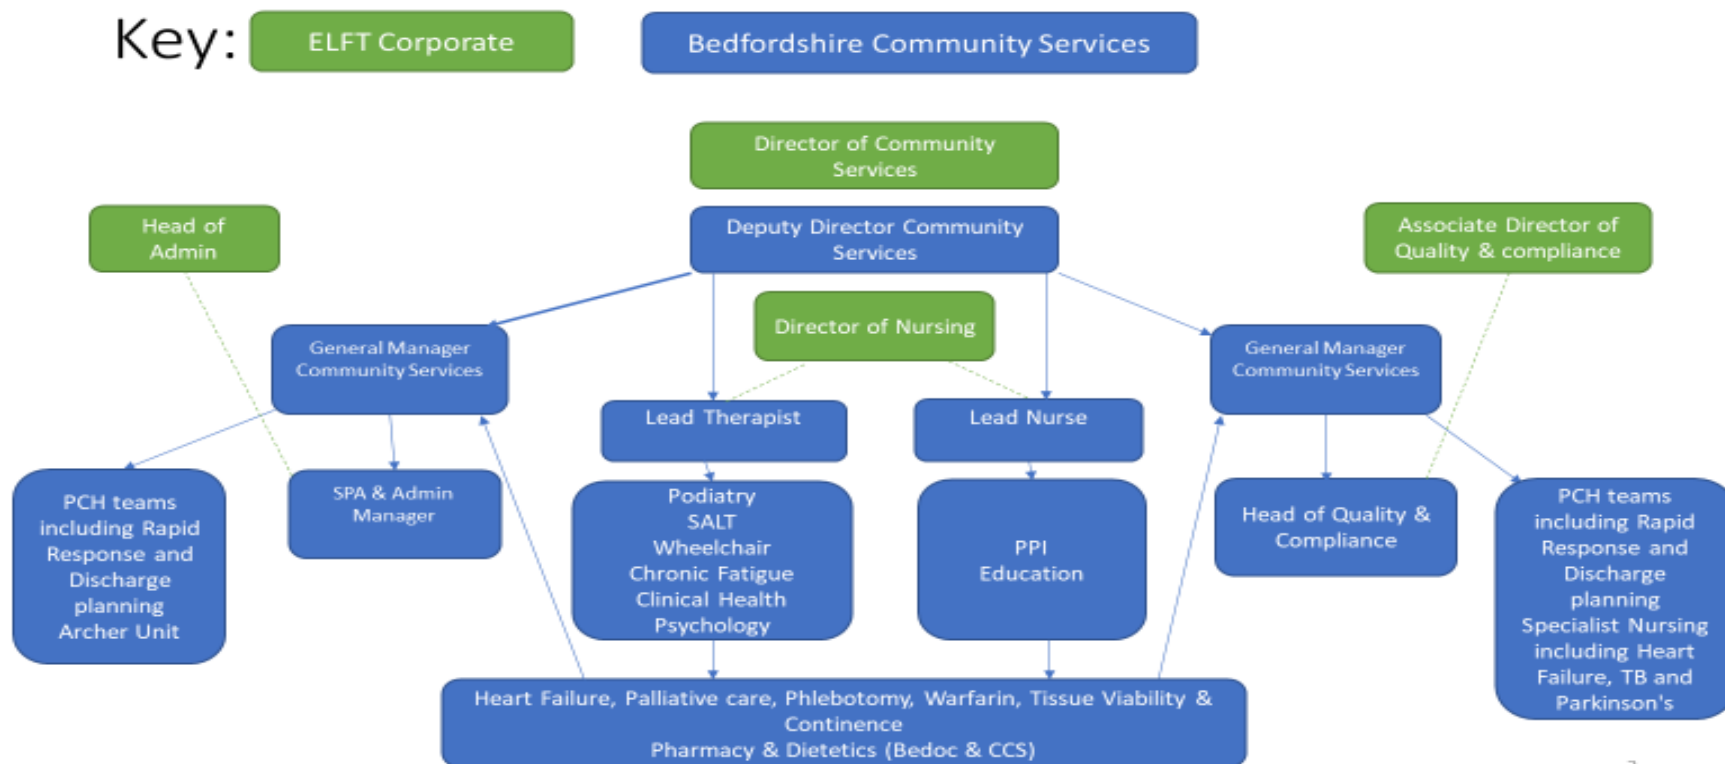 Key:
ELFT Corporate
Bedfordshire Community Services
Director of Community
Services
Head of
Admin
Deputy Director Community
Services
Associate Director of
Quality & compliance
Director of Nursing
General Manager
Community Services
General Manager
Community Services
Lead Therapist
Lead Nurse
PCH teams
including Rapid
Response and
Discharge
planning
Archer Unit
SPA & Admin
Manager
Podiatry
SALT
Wheelchair
Chronic Fatigue
Clinical Health
Psychology
PPI
Education
Head of Quality &
Compliance
PCH teams
including Rapid
Response and
Discharge
planning
Specialist Nursing
including Heart
Failure, TB and
Parkinson's
Heart Failure, Palliative care, Phlebotomy, Warfarin, Tissue Viability &
Continence
Pharmacy & Dietetics (Bedoc & CCS)